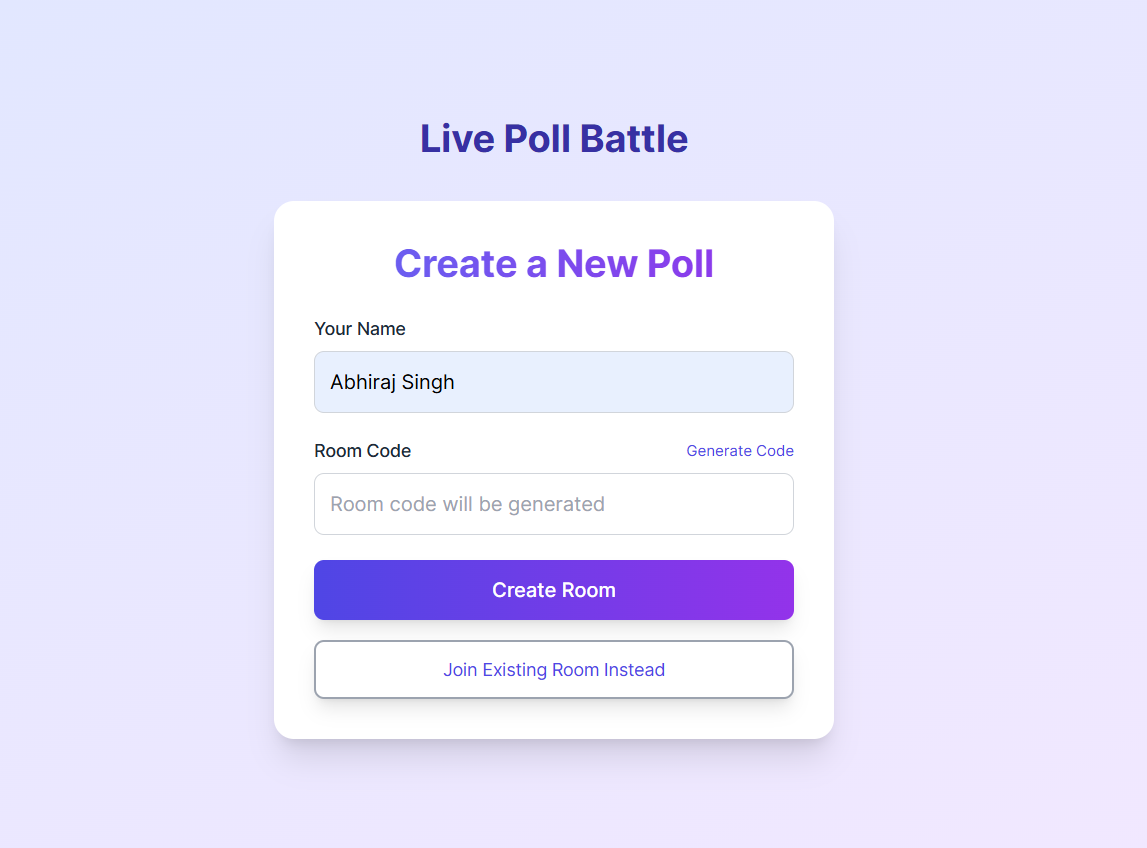 Live Poll Battle
Create a New Poll
Your Name
Abhiraj Singh
Room Code
Generate Code
Room code will be generated
Create Room
Join Existing Room Instead